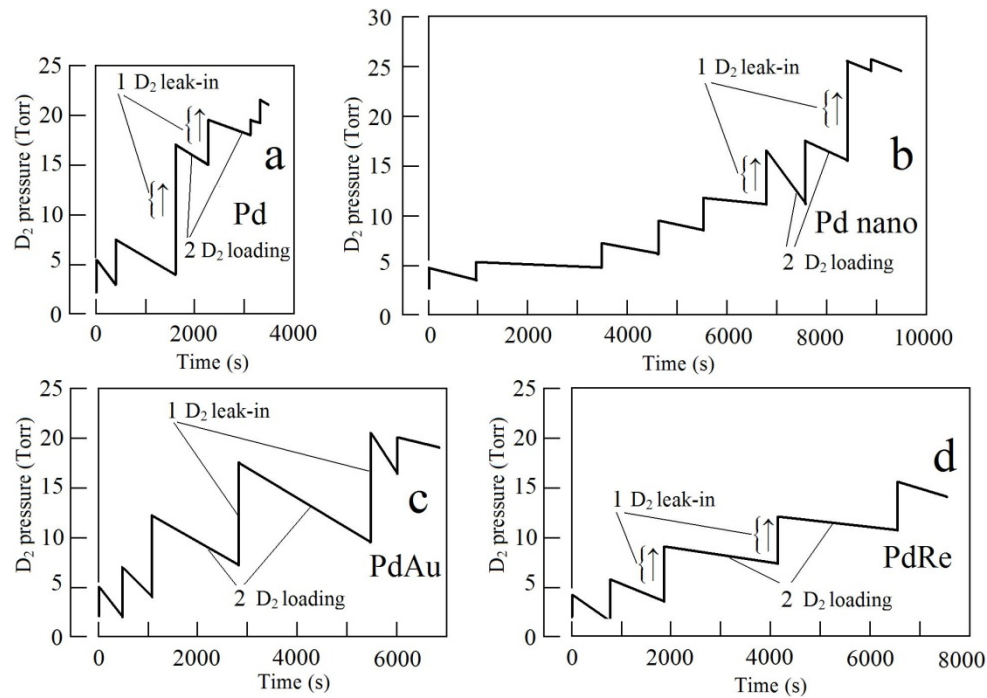 25
20
15
10
5
0
D₂ pressure (Torr)
1 D₂ leak-in
{↑
{↑
a
Pd
2 D₂ loading
0
2000
4000
Time (s)
30
25
20
15
10
5
0
D₂ pressure (Torr)
1 D₂ leak-in
{↑
{↑
b
Pd nano
2 D₂ loading
0
2000
4000
6000
8000
10000
Time (s)
25
20
15
10
5
0
D₂ pressure (Torr)
1 D₂ leak-in
c
PdAu
2 D₂ loading
0
2000
4000
6000
Time (s)
25
20
15
10
5
0
D₂ pressure (Torr)
d
1 D₂ leak-in
{↑
{↑
PdRe
2 D₂ loading
0
2000
4000
6000
8000
Time (s)